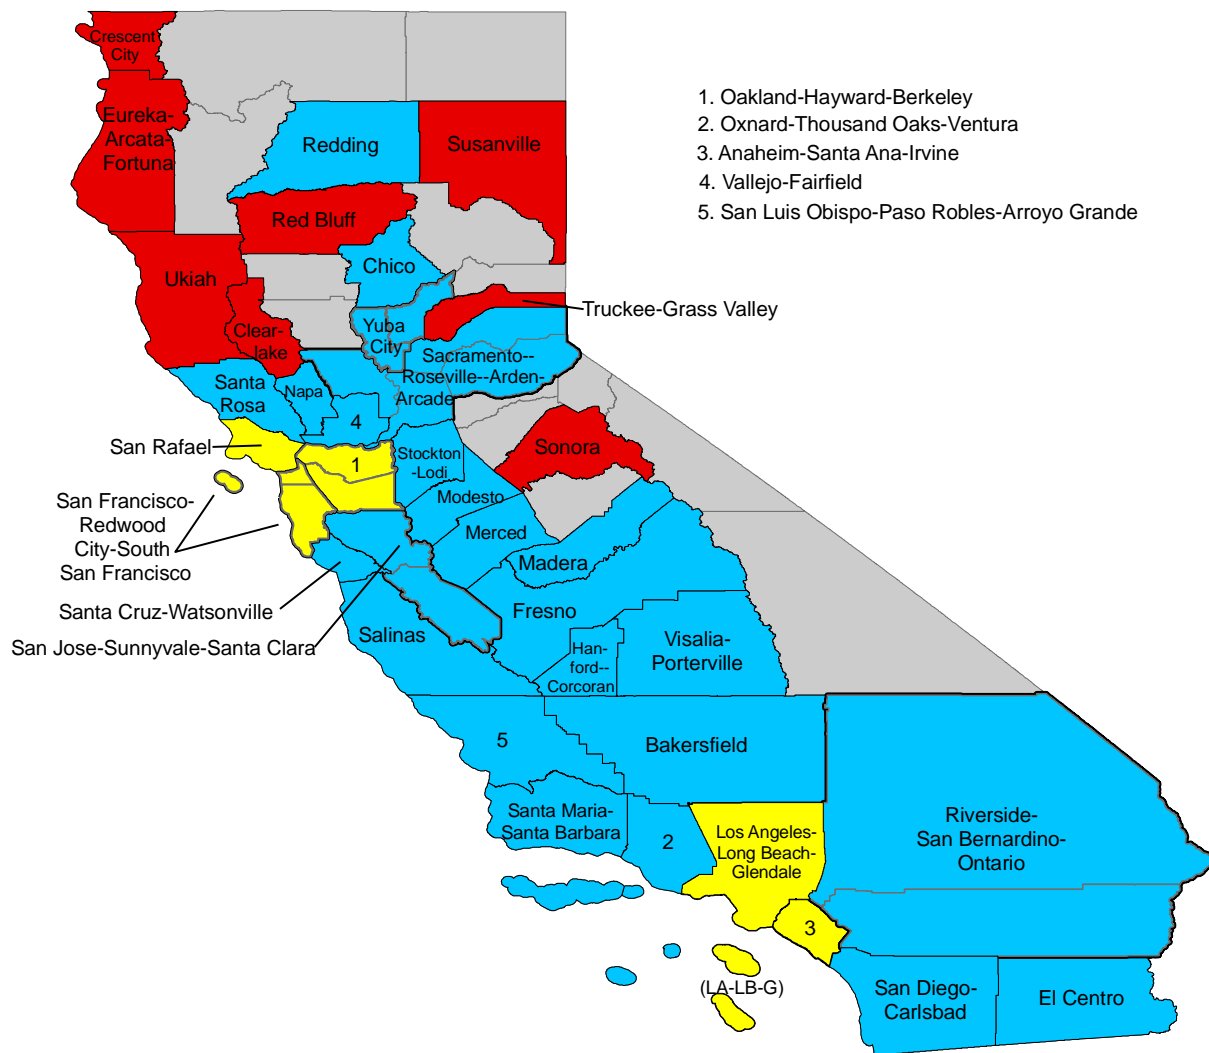 Crescent
City
Eureka-
Arcata-
Fortuna
Redding
Susanville
1. Oakland-Hayward-Berkeley
2. Oxnard-Thousand Oaks-Ventura
3. Anaheim-Santa Ana-Irvine
4. Vallejo-Fairfield
5. San Luis Obispo-Paso Robles-Arroyo Grande
Red Bluff
Ukiah
Chico
Truckee-Grass Valley
Clear-
lake
Yuba
City
Sacramento--
Roseville--Arden-
Arcade
Santa
Rosa
Napa
4
San Rafael
1
Stockton
-Lodi
Sonora
San Francisco-
Redwood
City-South
San Francisco
Modesto
Merced
Madera
Santa Cruz-Watsonville
San Jose-Sunnyvale-Santa Clara
Salinas
Fresno
Han-
ford--
Corcoran
Visalia-
Porterville
5
Bakersfield
Santa Maria-
Santa Barbara
2
Los Angeles-
Long Beach-
Glendale
Riverside-
San Bernardino-
Ontario
3
(LA-LB-G)
San Diego-
Carlsbad
El Centro